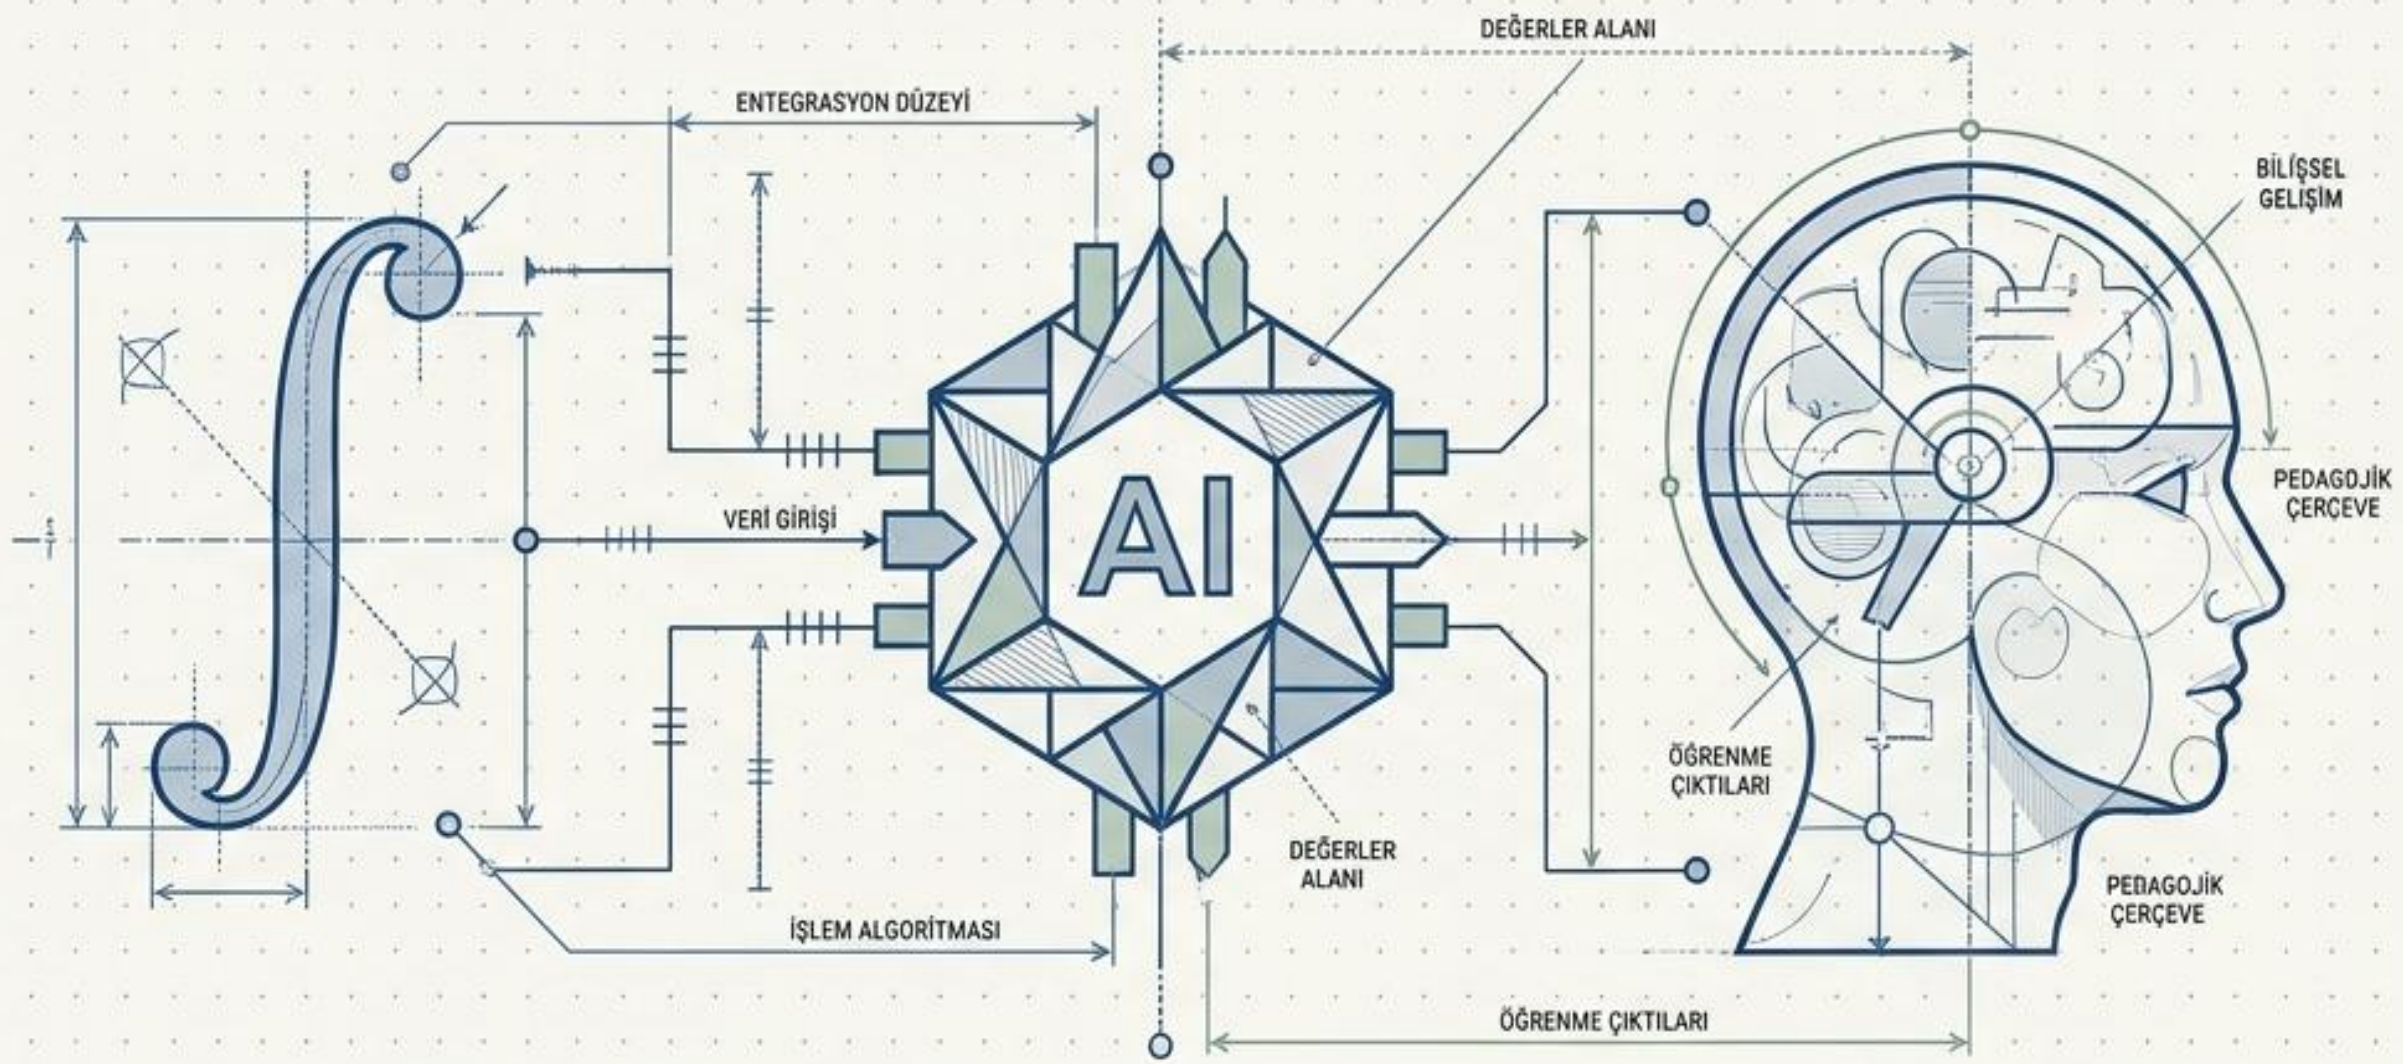 DEĞERLER ALANI
ENTEGRASYON DÜZEYİ
BİLİŞSEL
GELİŞİM
VERİ GİRİŞİ
AI
PEDAGOJİK
ÇERÇEVE
ÖĞRENME
ÇIKTILARI
DEĞERLER
ALANI
PEDAGOJİK
ÇERÇEVE
İŞLEM ALGORİTMASI
ÖĞRENME ÇIKTILARI